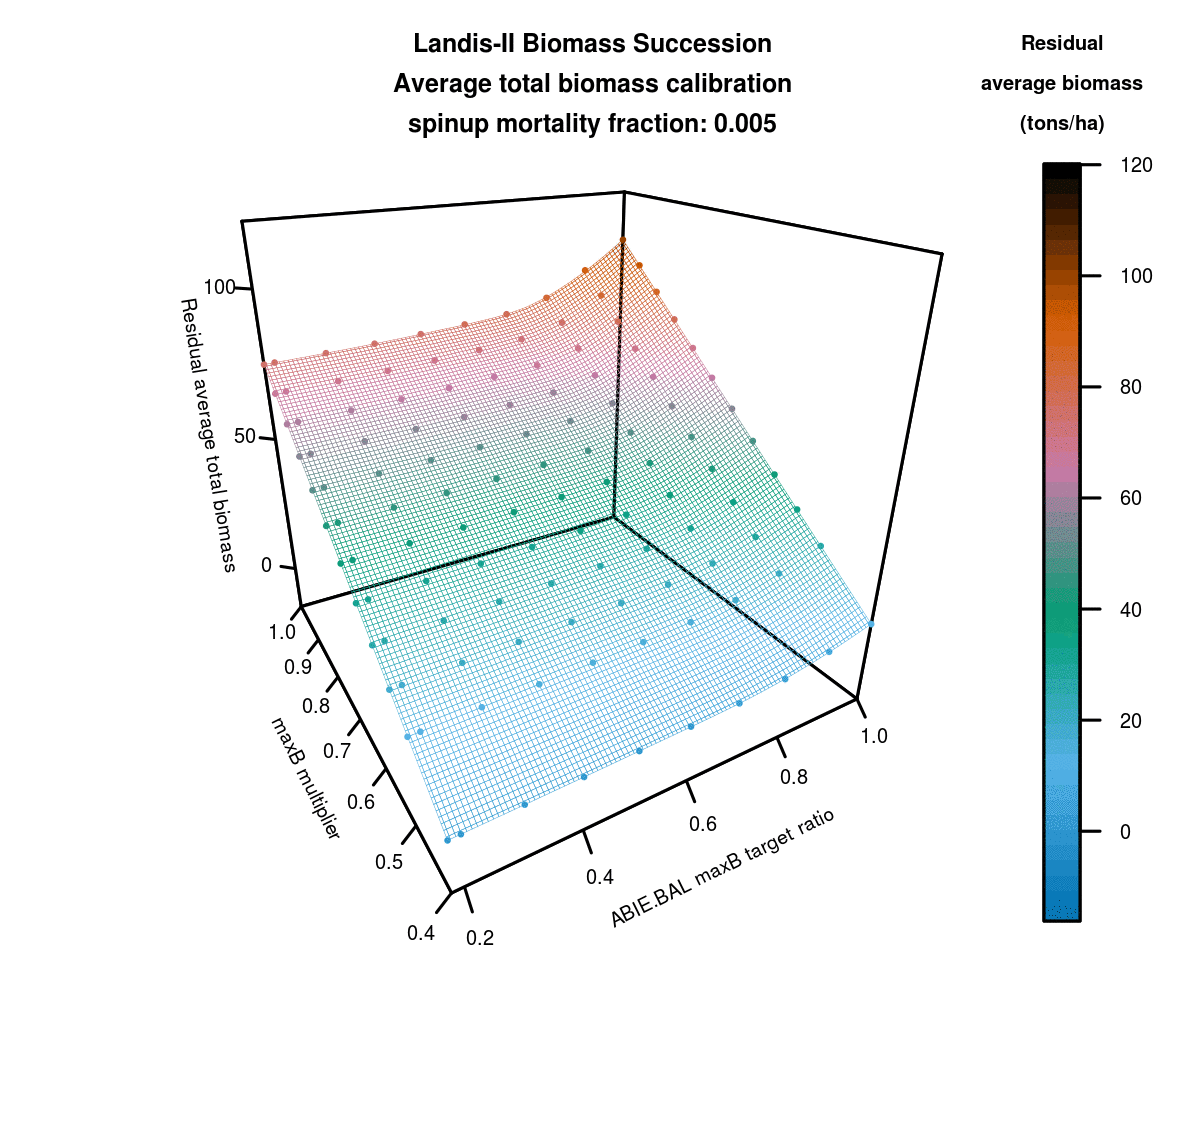 Landis-II Biomass Succession
Average total biomass calibration
spinup mortality fraction: 0.005
Residual
average biomass
(tons/ha)
120
100
80
60
40
20
0
Residual average total biomass
100
50
0
maxB multiplier
1.0
0.9
0.8
0.7
0.6
0.5
0.4
ABIE.BAL maxB target ratio
0.2
0.4
0.6
0.8
1.0